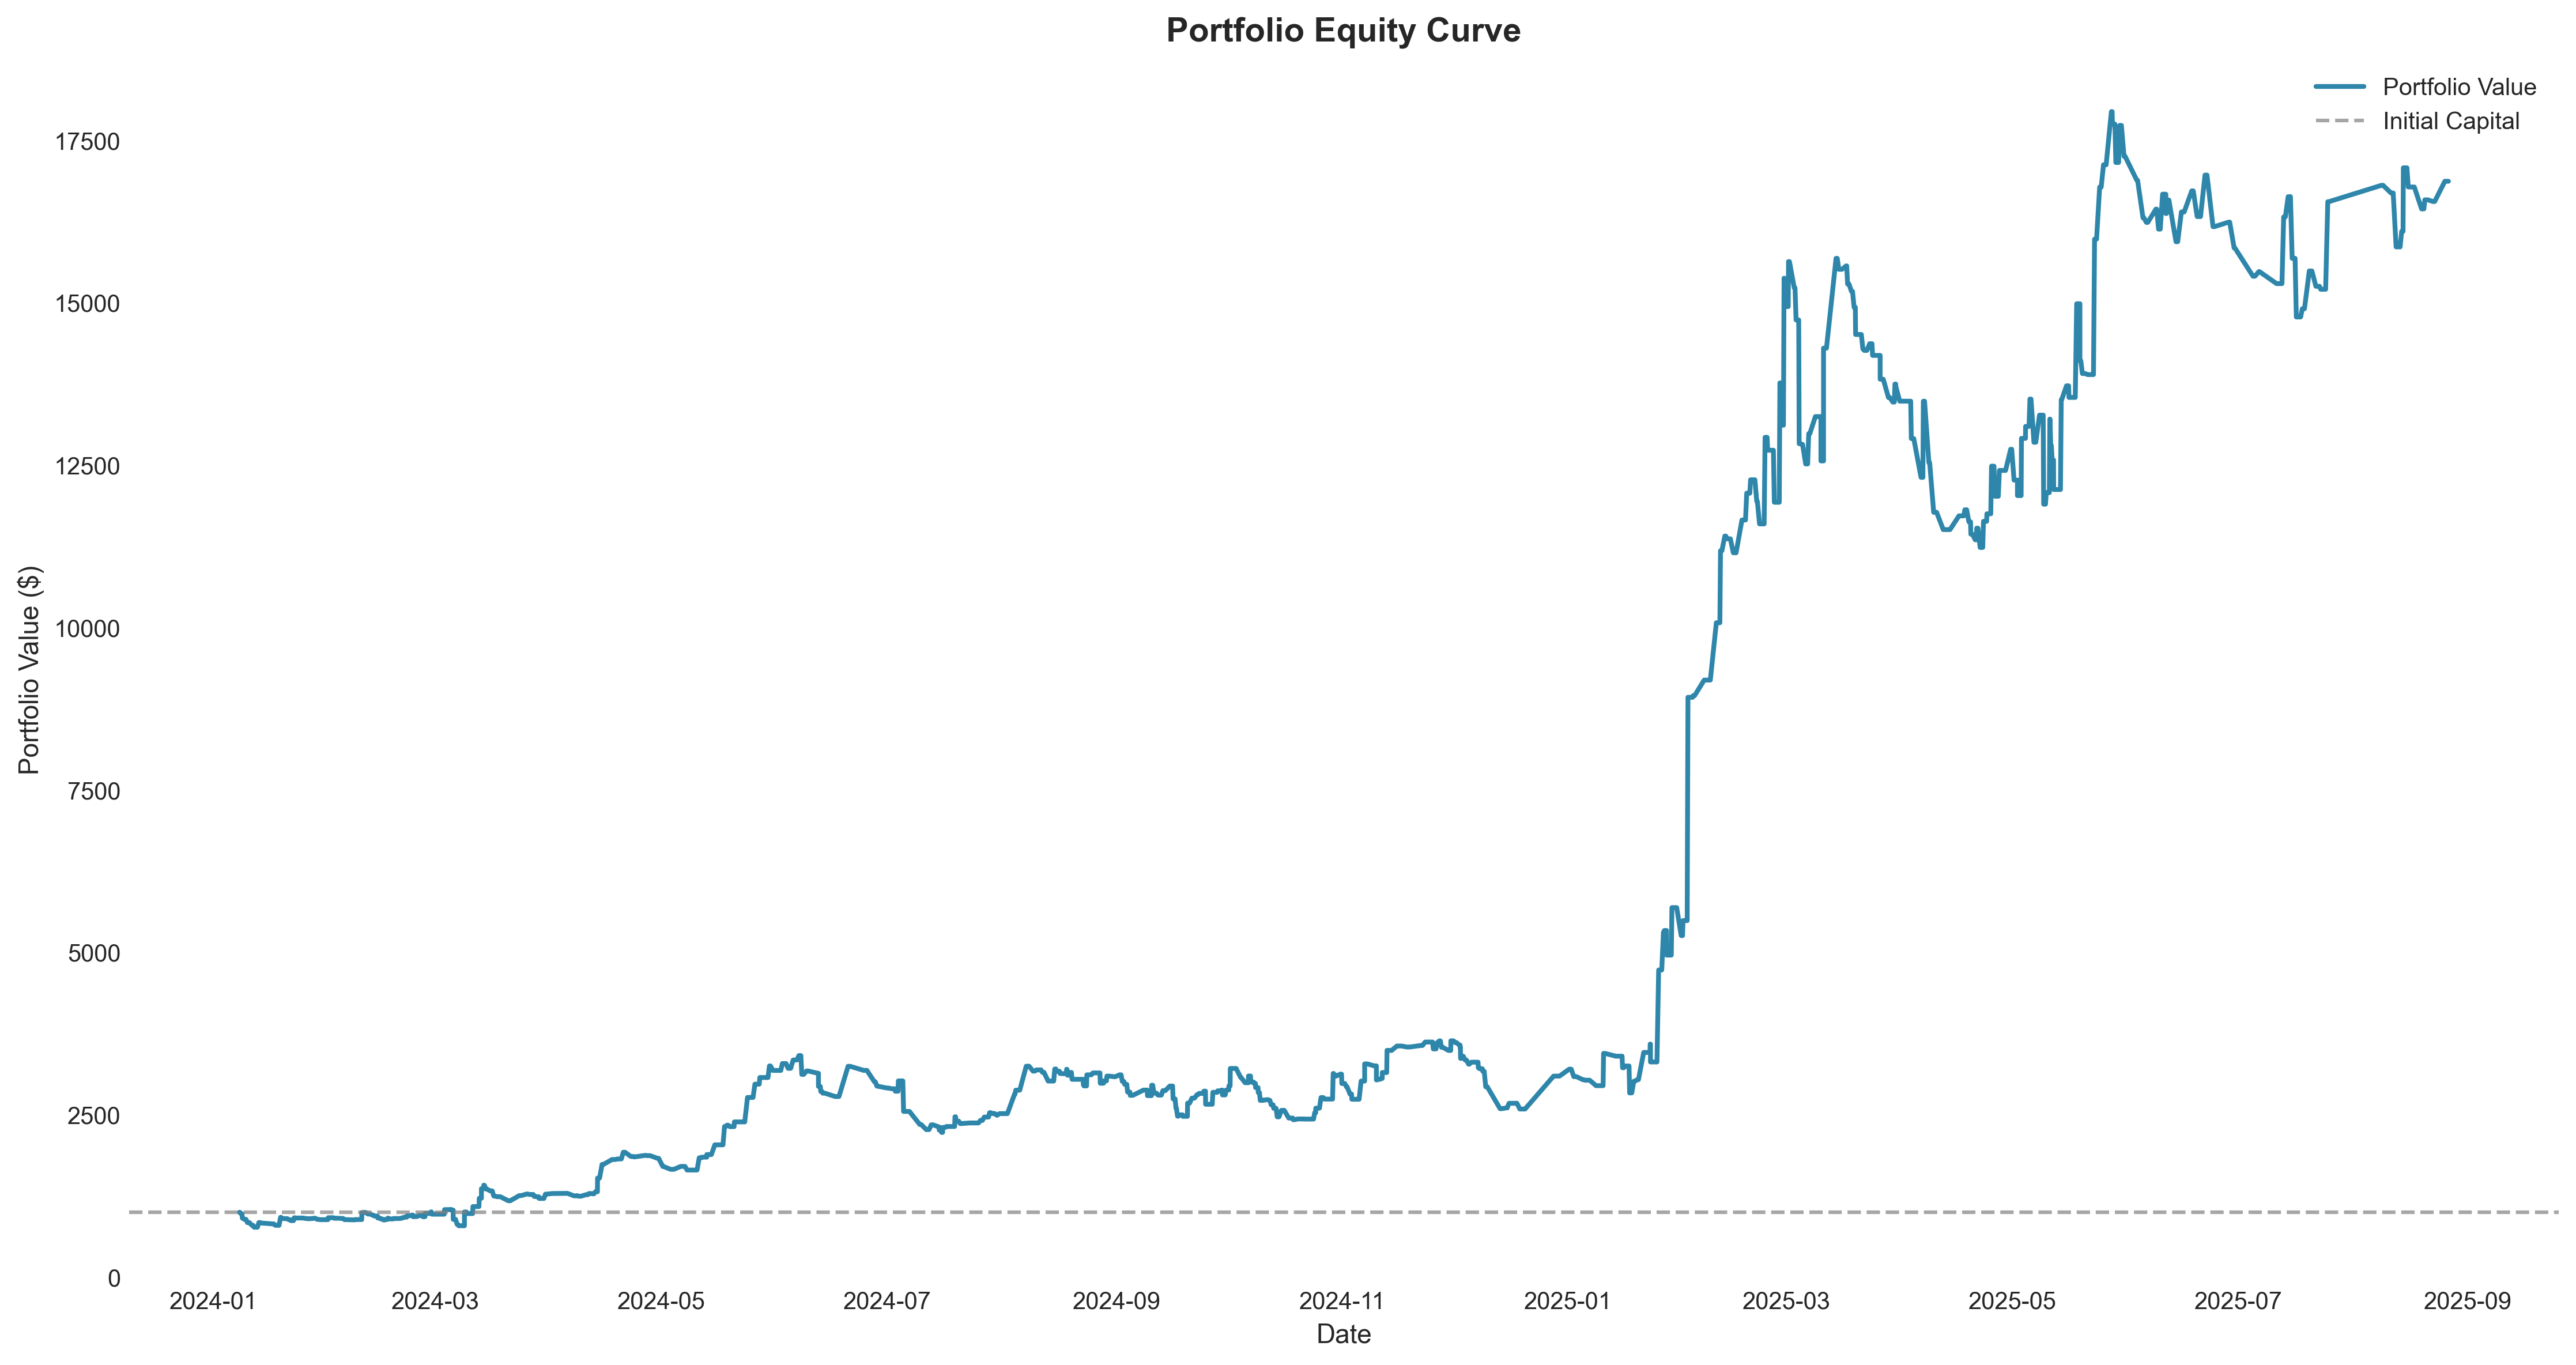 Portfolio Equity Curve
Portfolio Value
Initial Capital
Portfolio Value ($)
17500
15000
12500
10000
7500
5000
2500
0
2024-01 2024-03 2024-05 2024-07 2024-09 2024-11 2025-01 2025-03 2025-05 2025-07 2025-09
Date